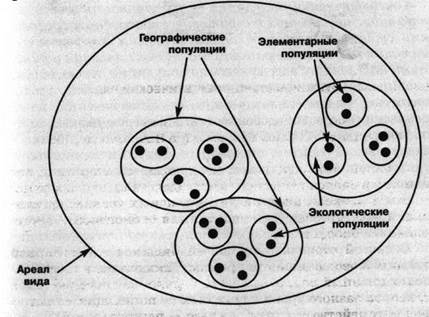 Географические
популяции
Элементарные
популяции
Экологические
популяции
Ареал
вида